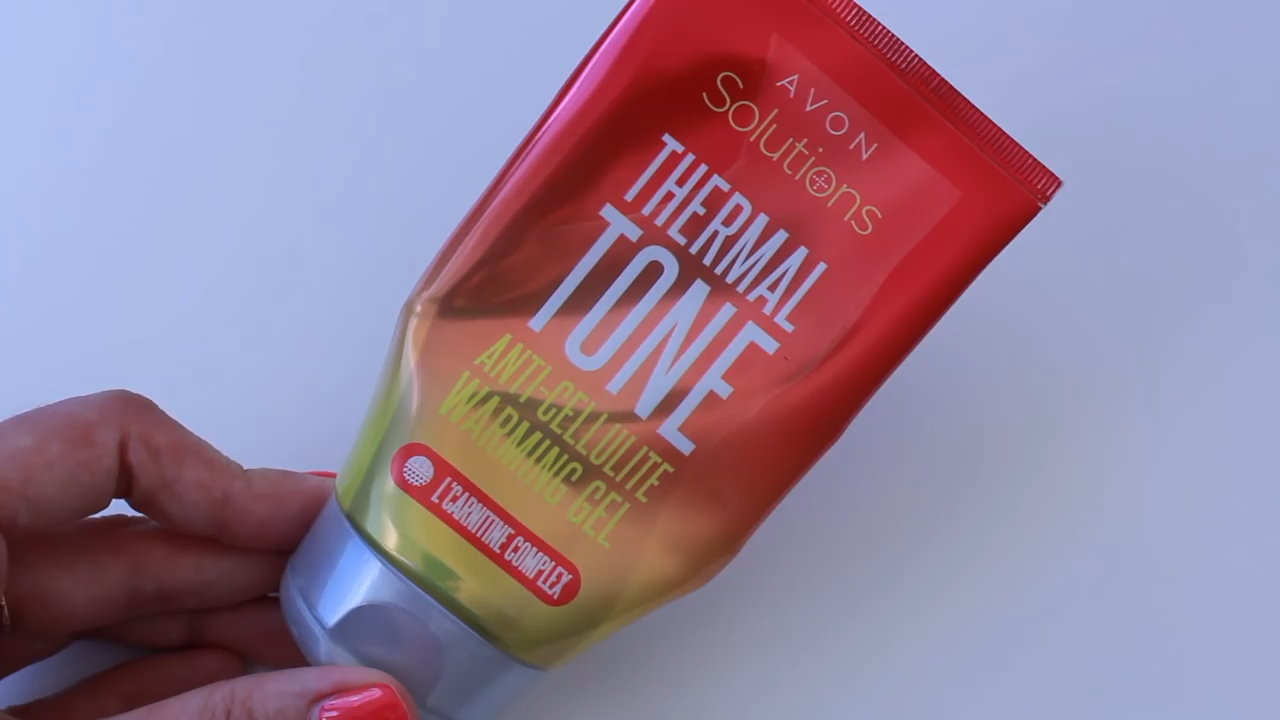 AVON
Solutions
THERMAL
TONE
ANTI-CELLULITE
WARMING GEL
L'CARNITINE COMPLEX